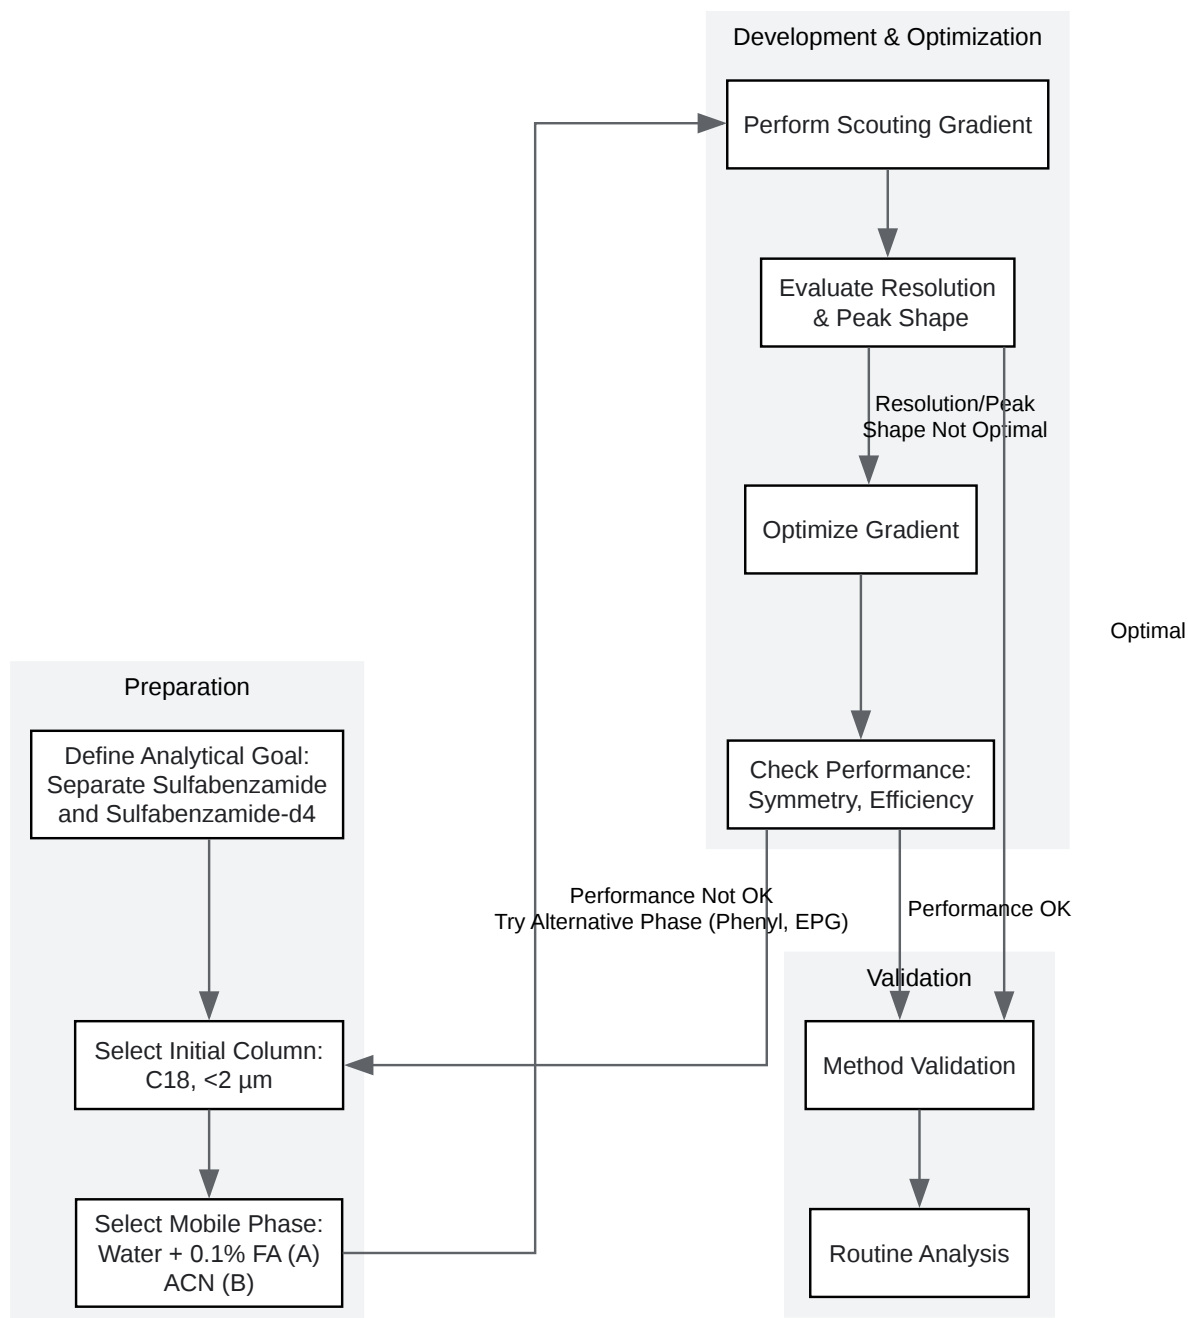 Development & Optimization
Perform Scouting Gradient
Evaluate Resolution
& Peak Shape
Resolution/Peak
Shape Not Optimal
Optimize Gradient
Optimal
Check Performance:
Symmetry, Efficiency
Performance Not OK
Try Alternative Phase (Phenyl, EPG)
Performance OK
Preparation
Define Analytical Goal:
Separate Sulfabenzamide
and Sulfabenzamide-d4
Select Initial Column:
C18, <2 µm
Select Mobile Phase:
Water + 0.1% FA (A)
ACN (B)
Validation
Method Validation
Routine Analysis